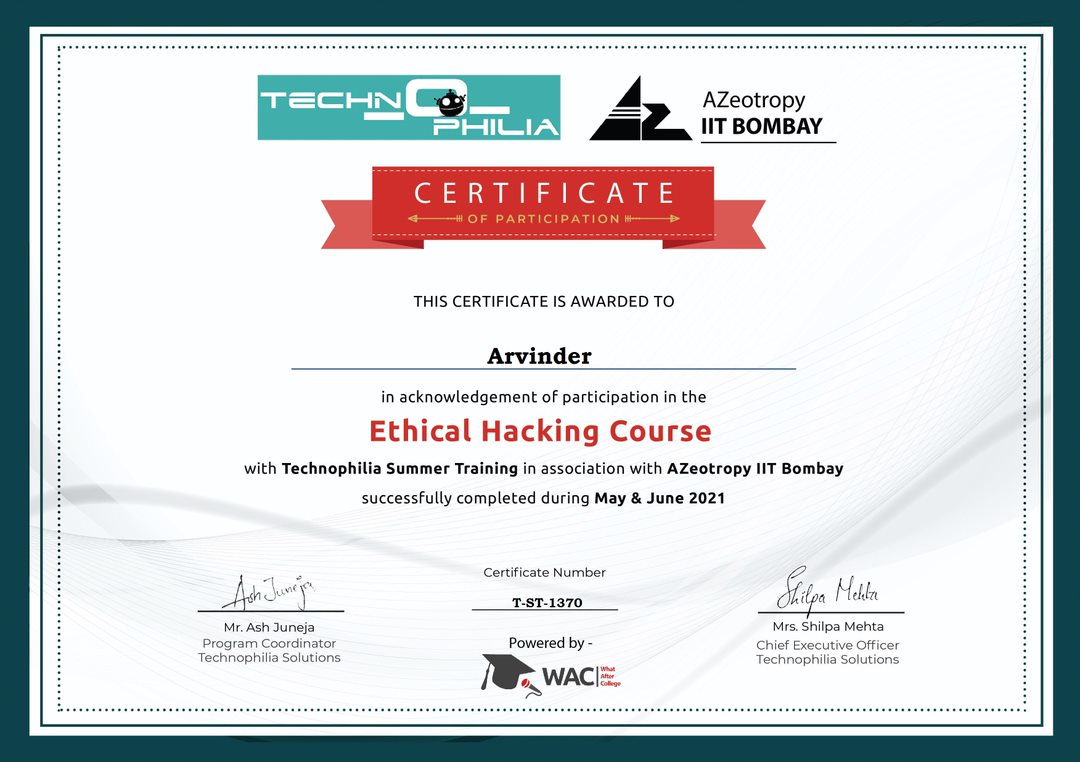 TECHNO PHILIA
AZeotropy
IIT BOMBAY
CERTIFICATE
OF PARTICIPATION
THIS CERTIFICATE IS AWARDED TO
Arvinder
in acknowledgement of participation in the
Ethical Hacking Course
with Technophilia Summer Training in association with AZeotropy IIT Bombay
successfully completed during May & June 2021
Ash Juneja
Mr. Ash Juneja
Program Coordinator
Technophilia Solutions
Certificate Number
T-ST-1370
Powered by -
WAC
What
After
College
Shilpa Mehta
Mrs. Shilpa Mehta
Chief Executive Officer
Technophilia Solutions